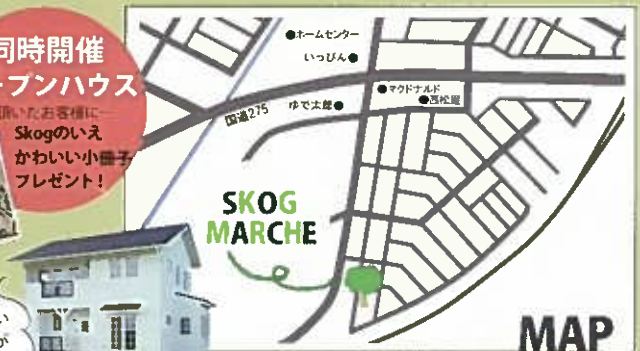 同時開催
ープンハウス
頂いたお客様に
Skogのいえ
かわいい小冊子
プレゼント!
ホームセンター
いっぴん
マクドナルド
西松屋
ゆで太郎
国道275
SKOG
MARCHE
い
が
MAP